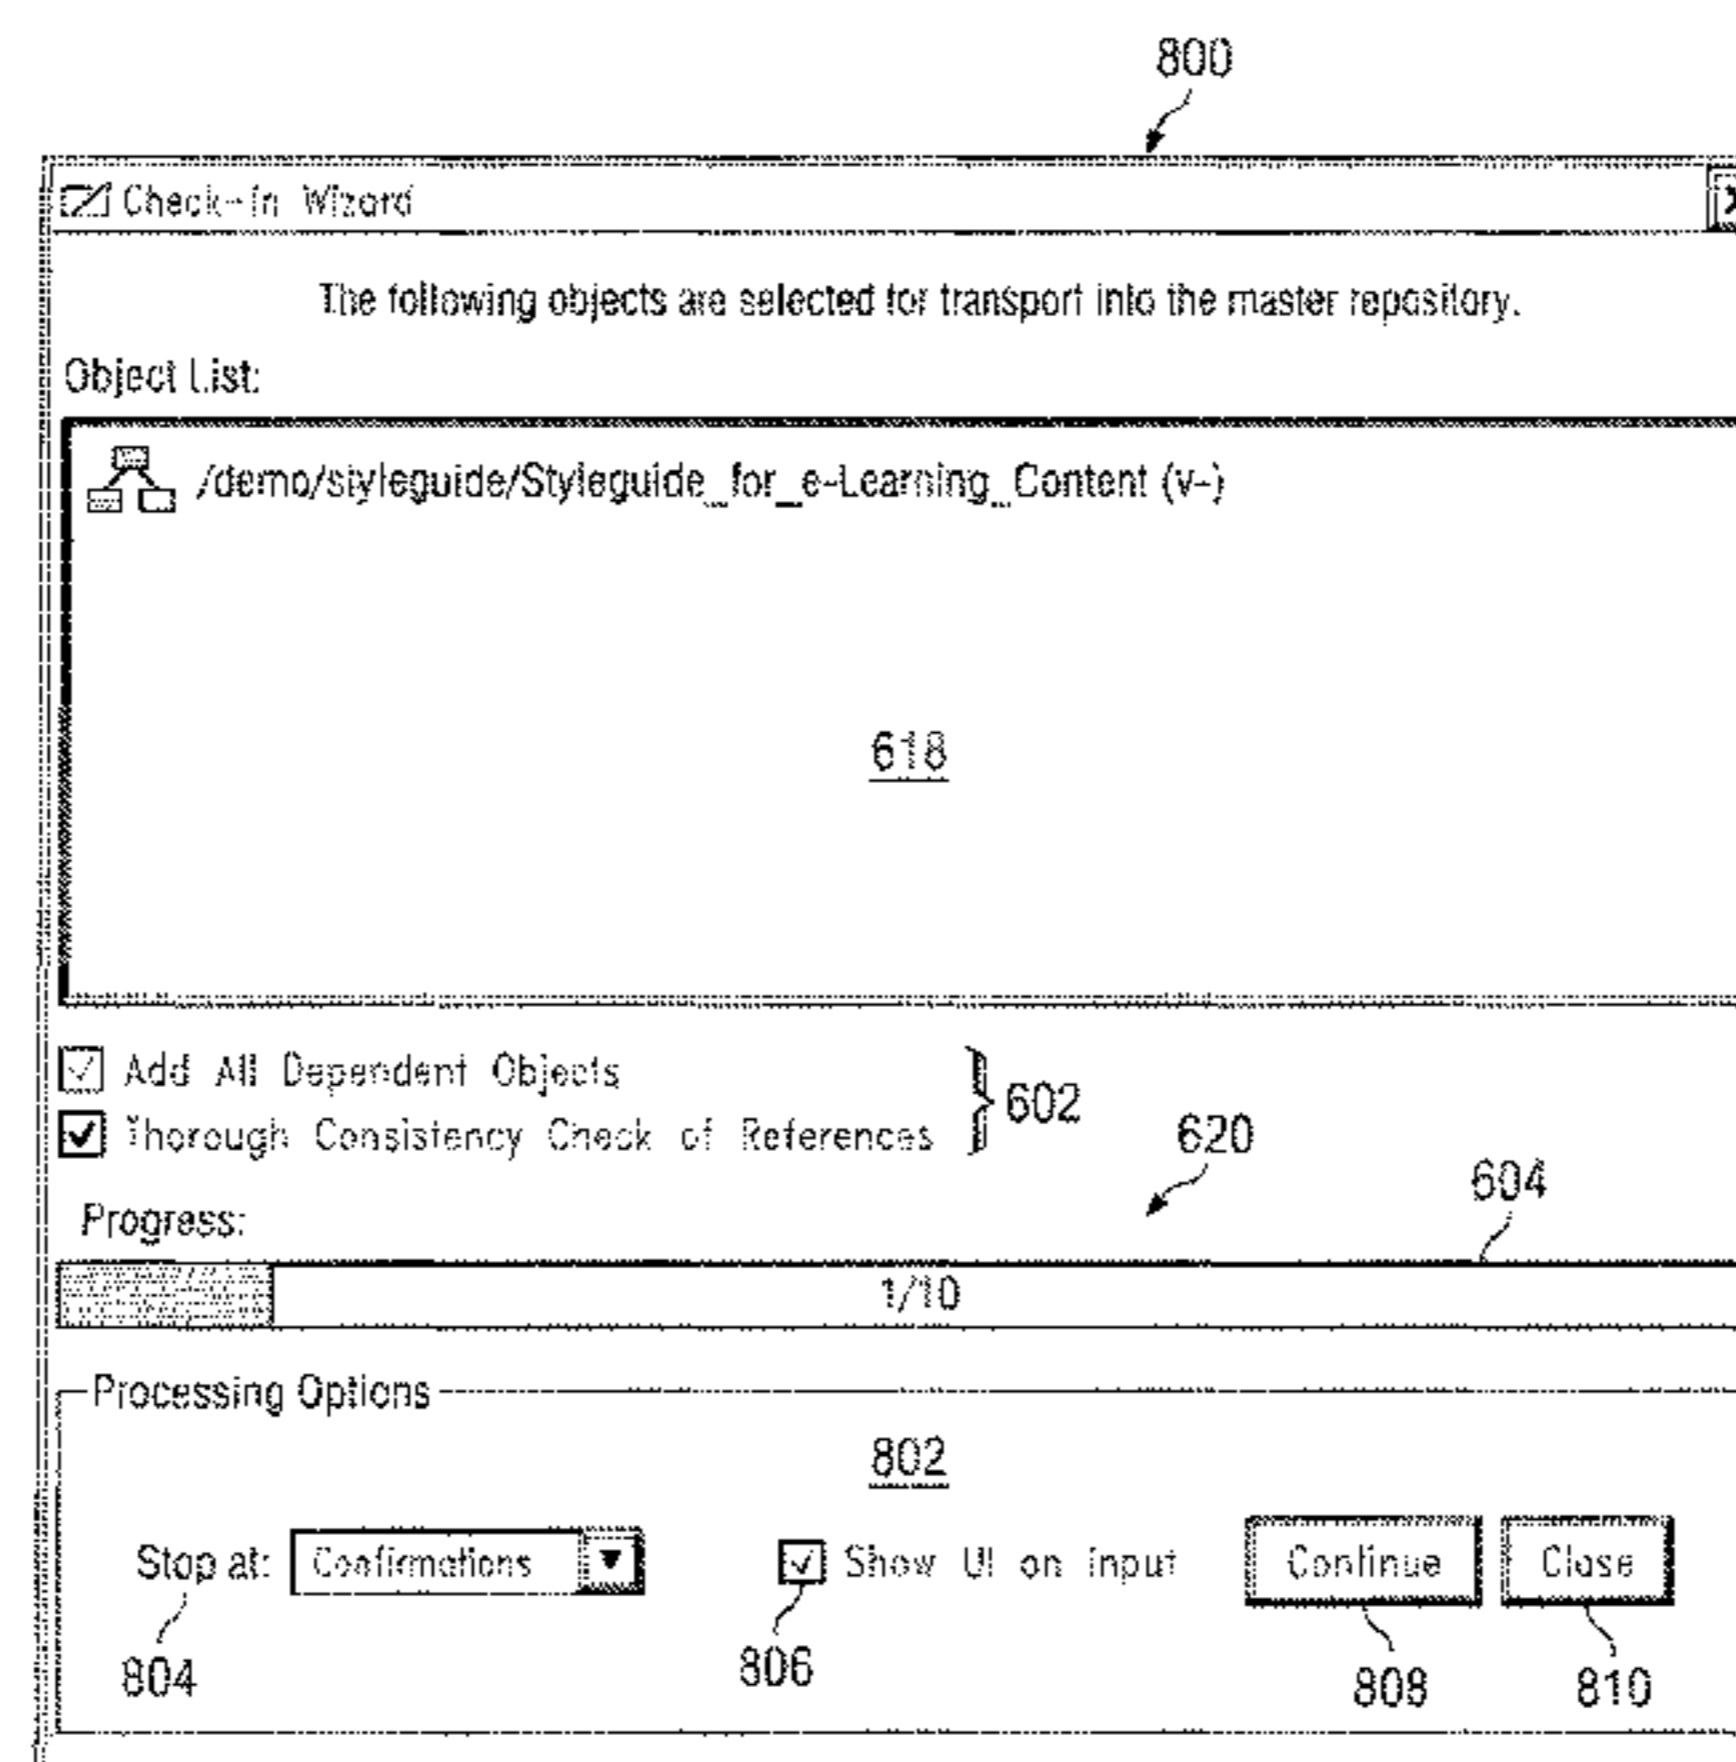 800
Check-in Wizard
The following objects are selected for transport into the master repository.
Object List:
/demo/styleguide/Styleguide_for_e-Learning_Content (v-)
618
Add All Dependent Objects
Thorough Consistency Check of References
602
620
604
Progress:
1/10
Processing Options
802
Stop at: Confirmations Show UI on input Continue Close
804 806 808 810